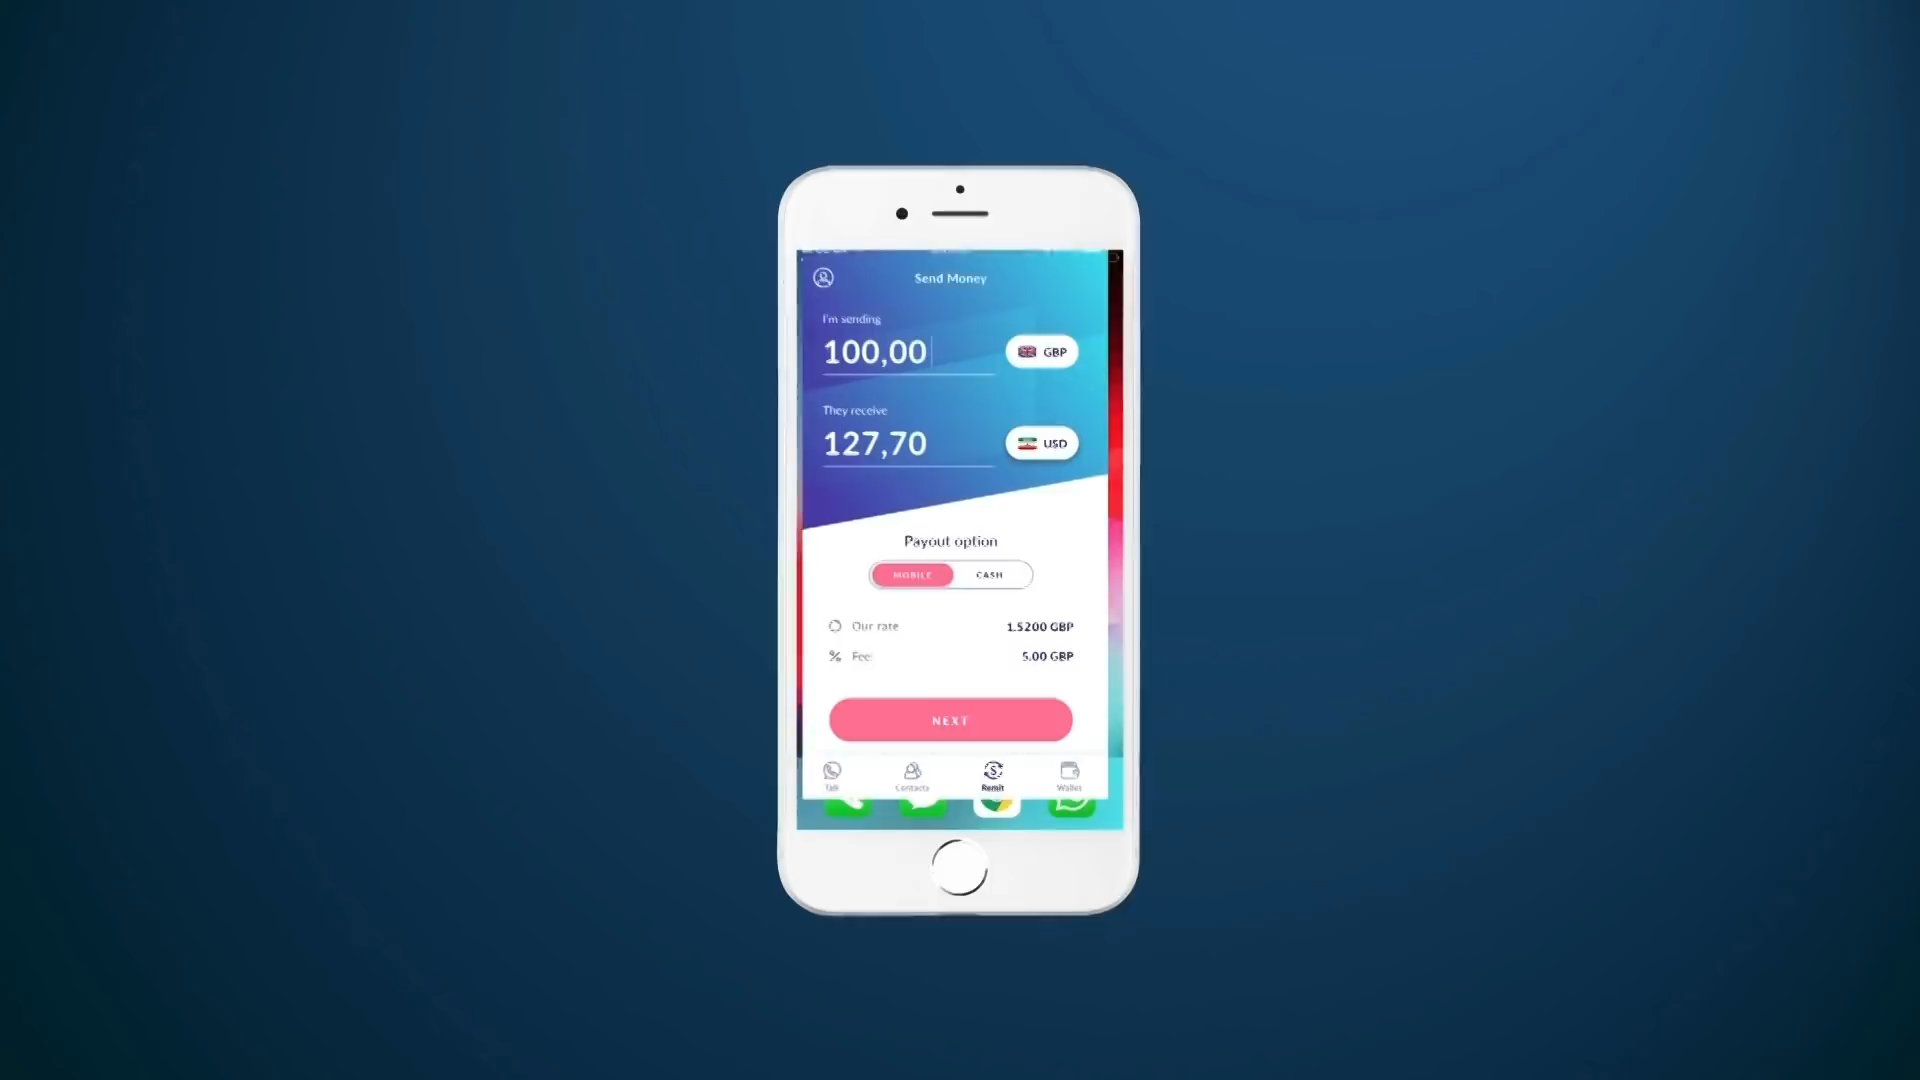 Send Money
I'm sending
100,00 GBP
They receive
127,70 USD
Payout option
MOBILE CASH
Our rate 1.5200 GBP
Fee: 5.00 GBP
NEXT
Talk Contacts Remit Wallet